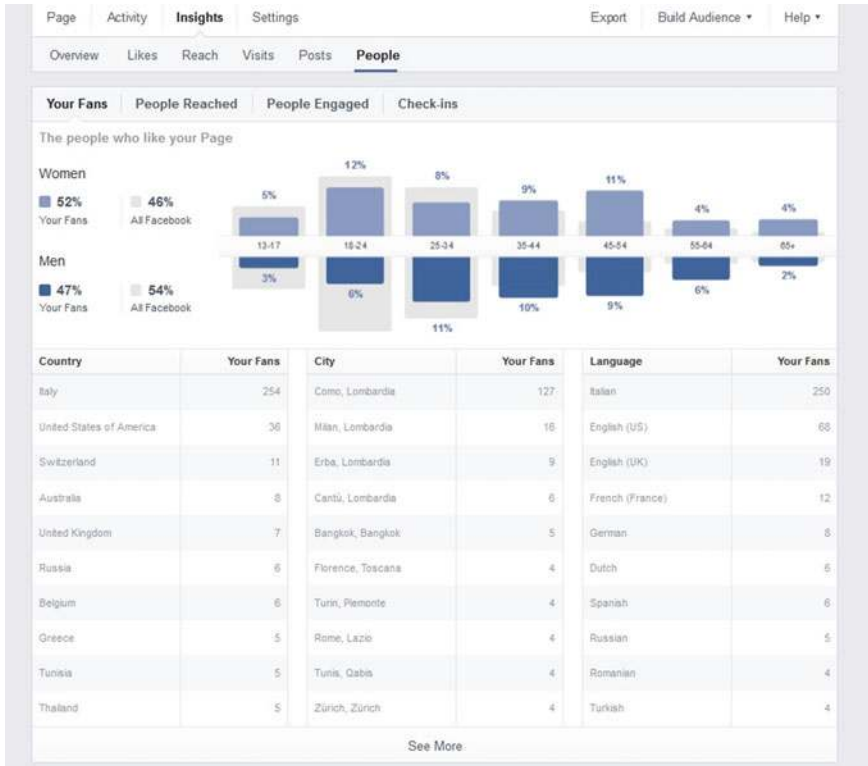 Page Activity Insights Settings Export Build Audience Help
Overview Likes Reach Visits Posts People
Your Fans People Reached People Engaged Check-ins
The people who like your Page
Women
52% 46%
Your Fans All Facebook
5% 12% 8% 9% 11% 4% 4%
13-17 18-24 25-34 35-44 45-54 55-64 65+
Men
47% 54%
Your Fans All Facebook
3% 6% 11% 10% 9% 6% 2%
Country Your Fans City Your Fans Language Your Fans
Italy 254 Como, Lombardia 127 Italian 250
United States of America 36 Milan, Lombardia 16 English (US) 68
Switzerland 11 Erba, Lombardia 9 English (UK) 19
Australia 8 Cantù, Lombardia 6 French (France) 12
United Kingdom 7 Bangkok, Bangkok 5 German 8
Russia 6 Florence, Toscana 4 Dutch 6
Belgium 6 Turin, Piemonte 4 Spanish 6
Greece 5 Rome, Lazio 4 Russian 5
Tunisia 5 Tunis, Qabis 4 Romanian 4
Thailand 5 Zürich, Zürich 4 Turkish 4
See More